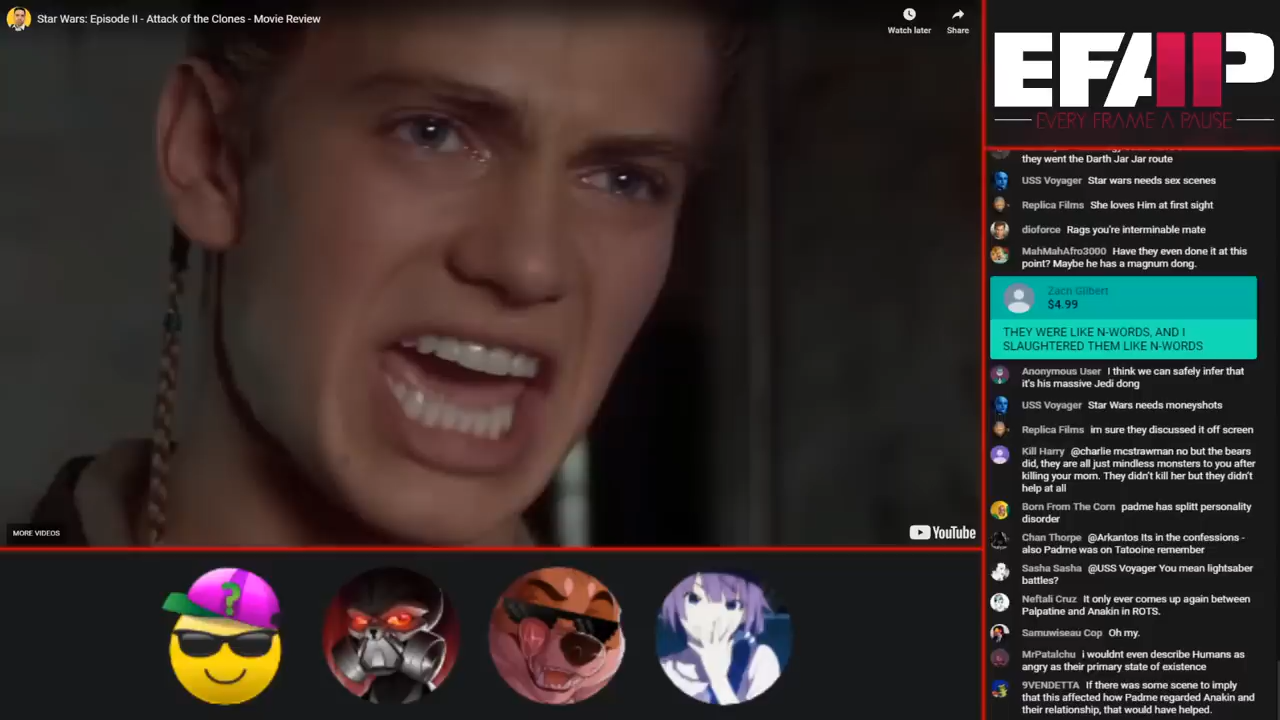 Star Wars: Episode II - Attack of the Clones - Movie Review
Watch later
Share
EFAP
EVERY FRAME A PAUSE
they went the Darth Jar Jar route
USS Voyager Star wars needs sex scenes
Replica Films She loves Him at first sight
dioforce Rags you're interminable mate
MahMahAfro3000 Have they even done it at this
point? Maybe he has a magnum dong.
Zach Gilbert
$4.99
THEY WERE LIKE N-WORDS, AND I
SLAUGHTERED THEM LIKE N-WORDS
Anonymous User I think we can safely infer that
it's his massive Jedi dong
USS Voyager Star Wars needs moneyshots
Replica Films im sure they discussed it off screen
Kill Harry @charlie mcstrawman no but the bears
did, they are all just mindless monsters to you after
killing your mom. They didn't kill her but they didn't
help at all
Born From The Corn padme has splitt personality
disorder
Chan Thorpe @Arkantos Its in the confessions -
also Padme was on Tatooine remember
Sasha Sasha @USS Voyager You mean lightsaber
battles?
Neftali Cruz It only ever comes up again between
Palpatine and Anakin in ROTS.
Samuwiseau Cop Oh my.
MrPatalchu i wouldnt even describe Humans as
angry as their primary state of existence
9VENDETTA If there was some scene to imply
that this affected how Padme regarded Anakin and
their relationship, that would have helped.
MORE VIDEOS
YouTube
?